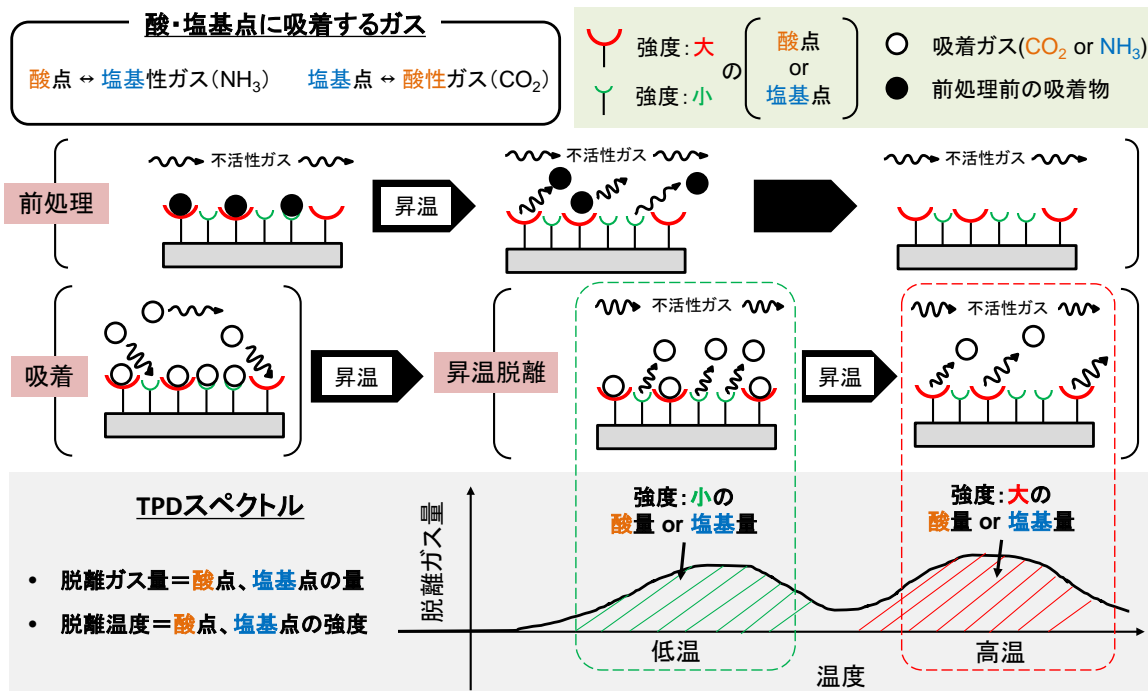 酸・塩基点に吸着するガス
酸点 ↔ 塩基性ガス(NH3) 塩基点 ↔ 酸性ガス(CO2)
強度：大
強度：小
の
酸点
or
塩基点
吸着ガス(CO2 or NH3)
前処理前の吸着物
前処理
不活性ガス
昇温
不活性ガス
不活性ガス
吸着
昇温
昇温脱離
不活性ガス
昇温
不活性ガス
TPDスペクトル
• 脱離ガス量＝酸点、塩基点の量
• 脱離温度＝酸点、塩基点の強度
脱離ガス量
強度：小の
酸量 or 塩基量
強度：大の
酸量 or 塩基量
低温
高温
温度